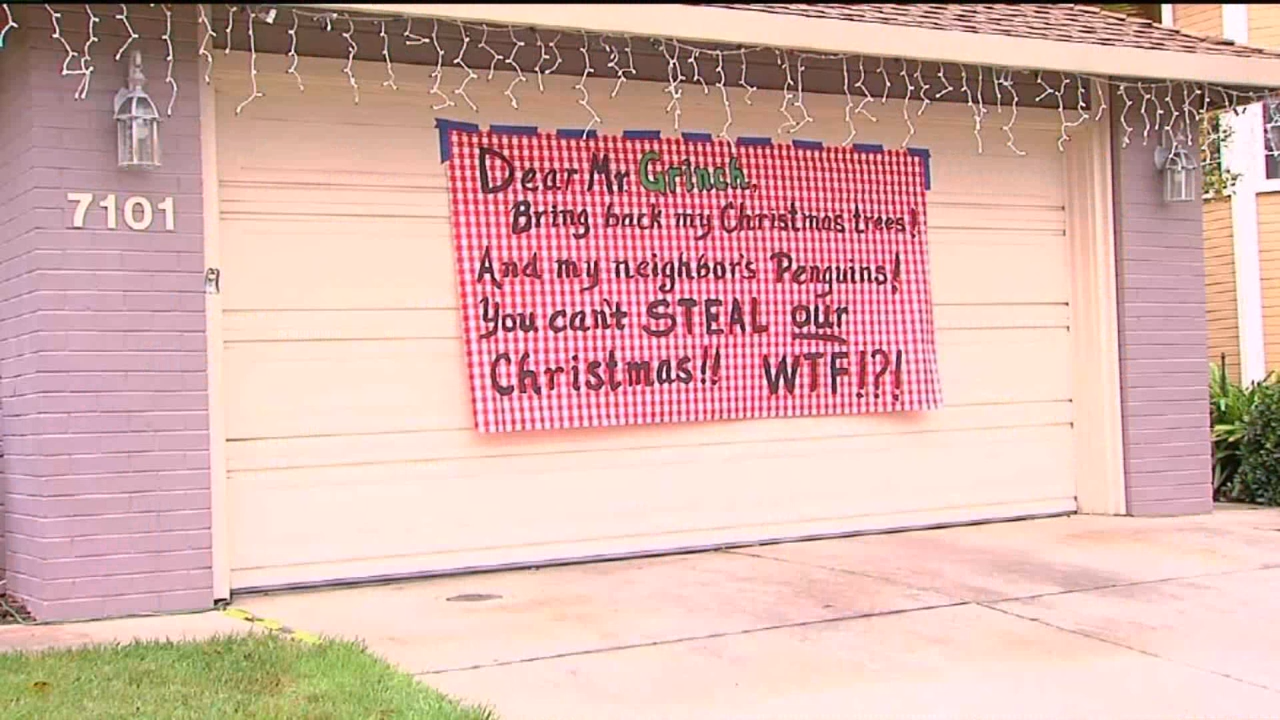 7101
Dear Mr. Grinch,
Bring back my Christmas trees!
And my neighbor's Penguins!
You can't STEAL our
Christmas!! WTF!?!